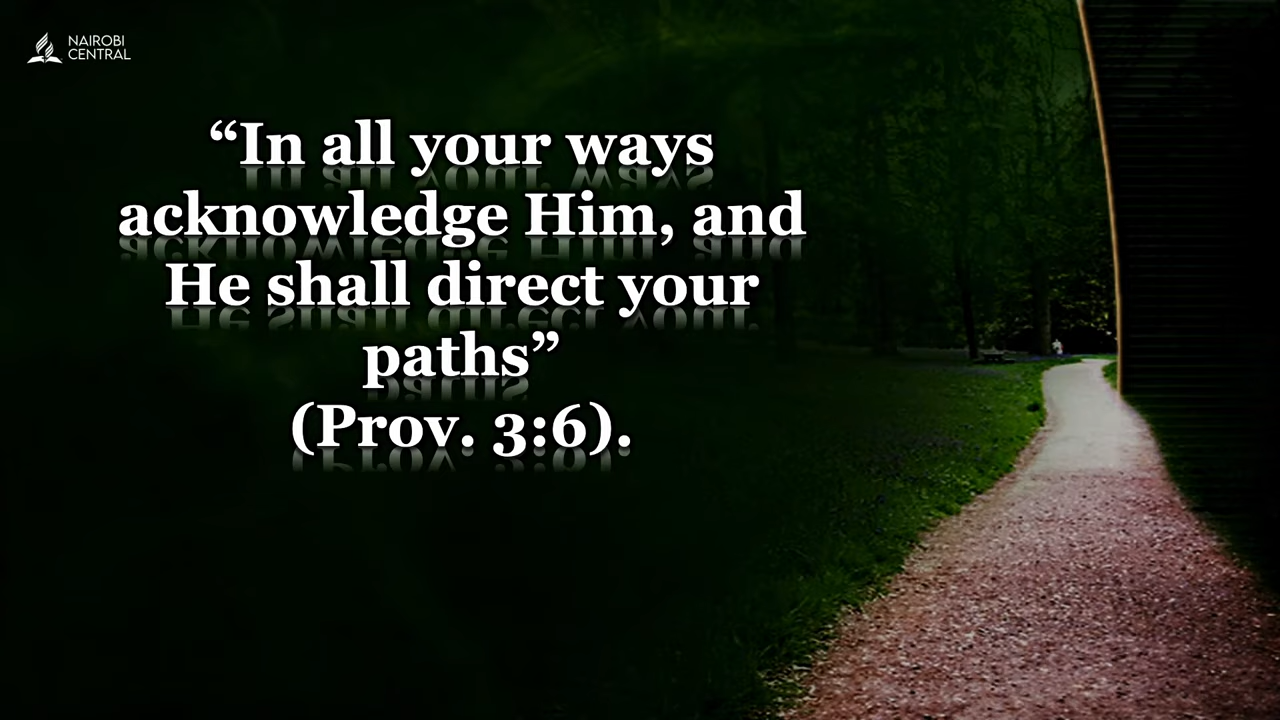 NAIROBI
CENTRAL
“In all your ways
acknowledge Him, and
He shall direct your
paths”
(Prov. 3:6).